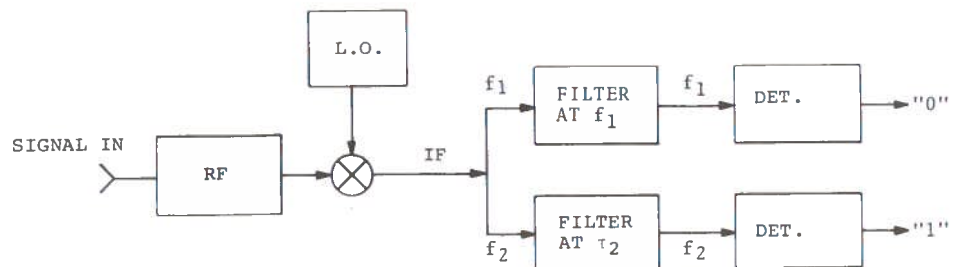 L.O.
SIGNAL IN
RF
IF
f1
FILTER
AT f1
f1
DET.
"0"
f2
FILTER
AT τ2
f2
DET.
"1"